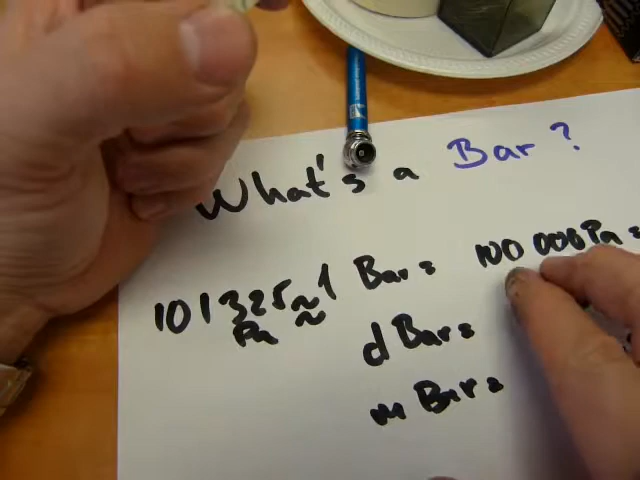 What's a Bar?
101325 ≈ 1 Bar = 100 000 Pa =
Pa ≈
d Bar =
m Bar =